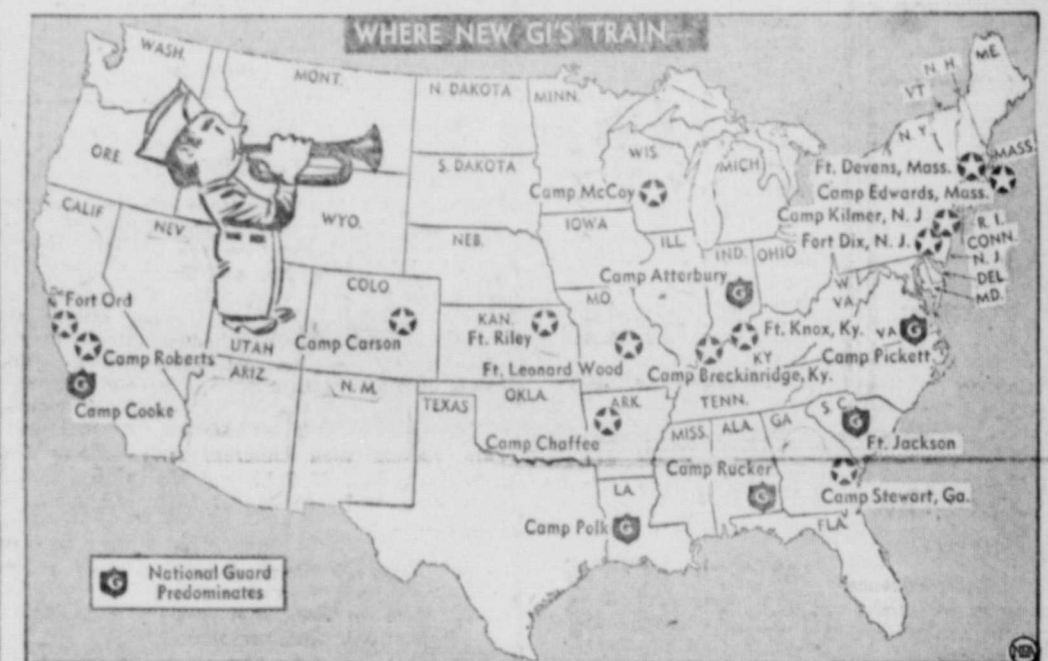 WHERE NEW GI'S TRAIN—
WASH.
MONT.
N. DAKOTA
MINN.
ME.
N. H.
VT
N. Y.
MASS.
ORE.
S. DAKOTA
WIS.
MICH
Ft. Devens, Mass.
Camp McCoy
Camp Edwards, Mass.
CALIF
NEV.
WYO.
IOWA
Camp Kilmer, N. J
R. I.
NEB.
ILL.
IND.
OHIO
Fort Dix, N. J.
CONN.
N. J.
Camp Atterbury
DEL
MD.
COLO.
MO.
W.
VA.
Fort Ord
KAN.
Ft. Riley
Ft. Knox, Ky.
VA
UTAH
Camp Carson
Camp Roberts
KY
Camp Pickett
Ft. Leonard Wood
Camp Breckinridge, Ky.
ARIZ.
N. M.
OKLA.
TEXAS
ARK.
TENN.
Camp Cooke
S. C.
MISS.
ALA.
GA
Camp Chaffee
Ft. Jackson
Camp Rucker
LA.
G
Camp Stewart, Ga.
Camp Polk
FLA.
G National Guard
Predominates
NEA